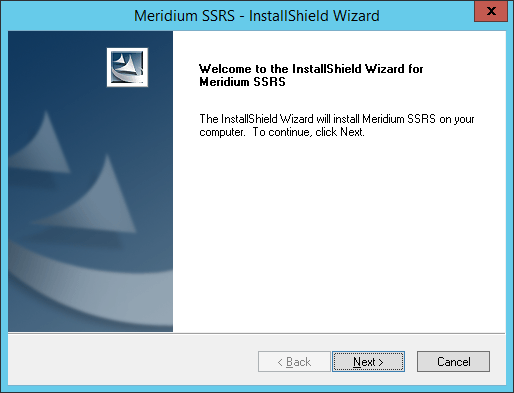 Meridium SSRS - InstallShield Wizard
x
Welcome to the InstallShield Wizard for
Meridium SSRS
The InstallShield Wizard will install Meridium SSRS on your
computer. To continue, click Next.
< Back
Next >
Cancel